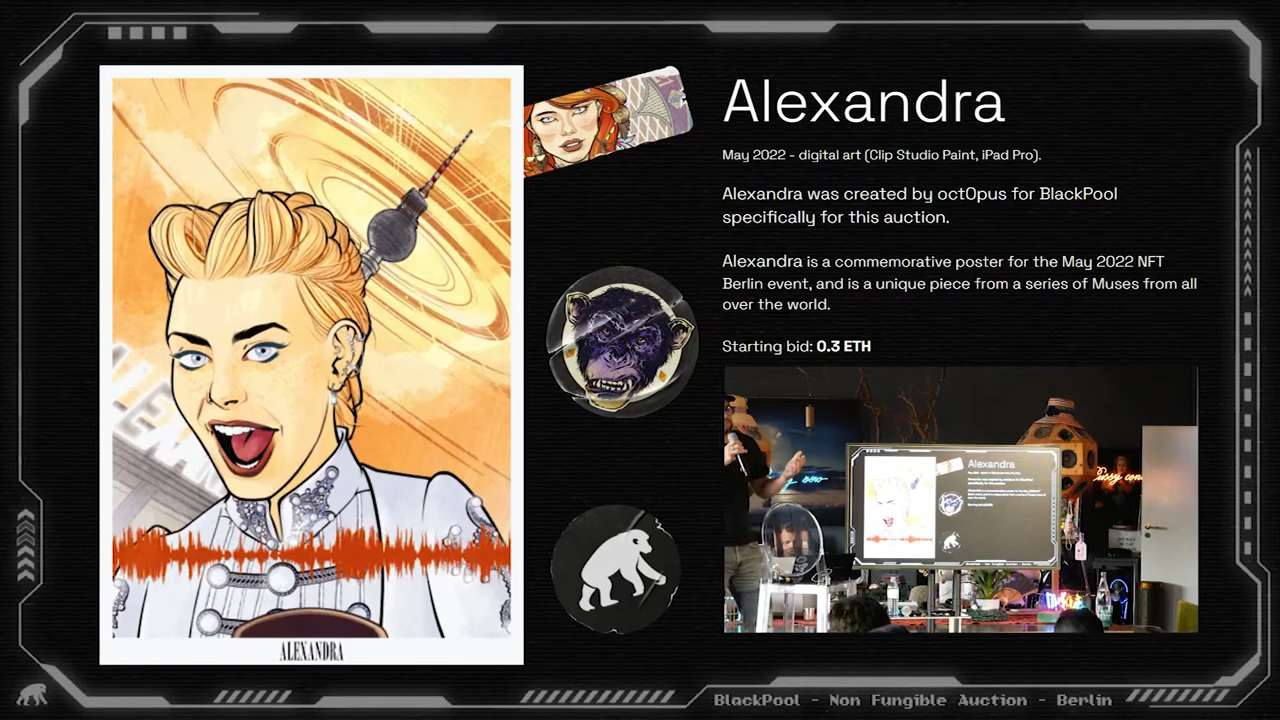 Alexandra
May 2022 - digital art (Clip Studio Paint, iPad Pro).
Alexandra was created by octOpus for BlackPool
specifically for this auction.
Alexandra is a commemorative poster for the May 2022 NFT
Berlin event, and is a unique piece from a series of Muses from all
over the world.
Starting bid: 0.3 ETH
Alexandra
ALEXANDRA
BlackPool - Non Fungible Auction - Berlin